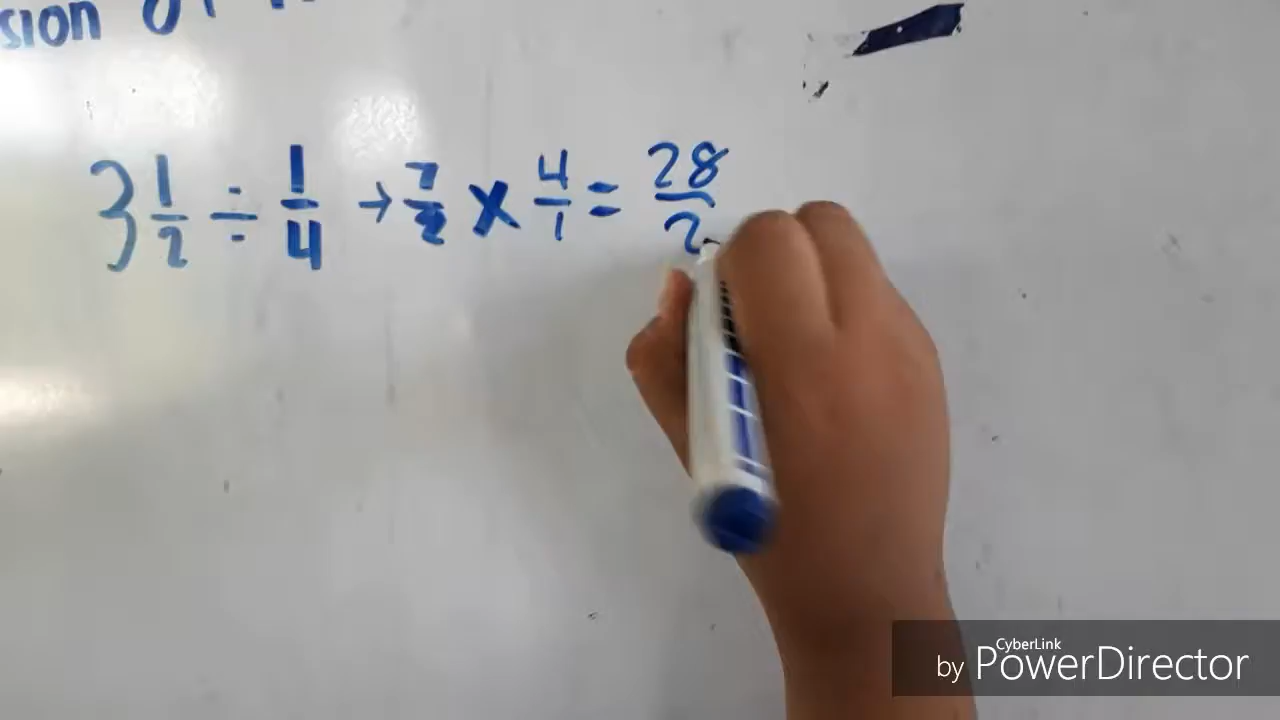 sion of
3 1/2 ÷ 1/4 → 7/2 × 4/1 = 28/2
CyberLink
by PowerDirector